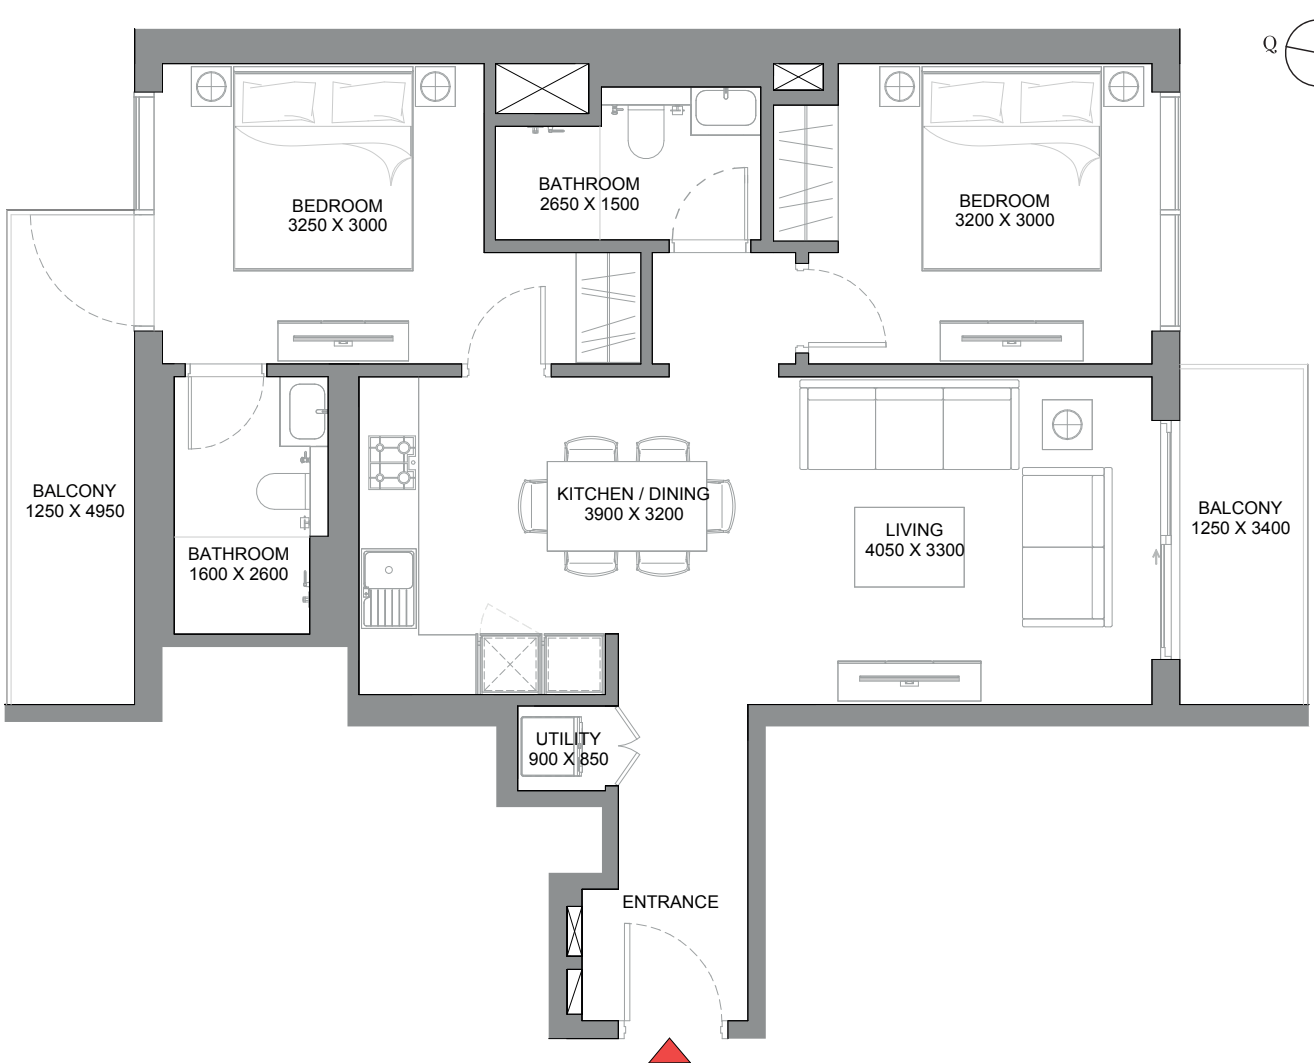 Q
BATHROOM
2650 X 1500
BEDROOM
3250 X 3000
BEDROOM
3200 X 3000
BALCONY
1250 X 4950
KITCHEN / DINING
3900 X 3200
LIVING
4050 X 3300
BALCONY
1250 X 3400
BATHROOM
1600 X 2600
UTILITY
900 X 850
ENTRANCE